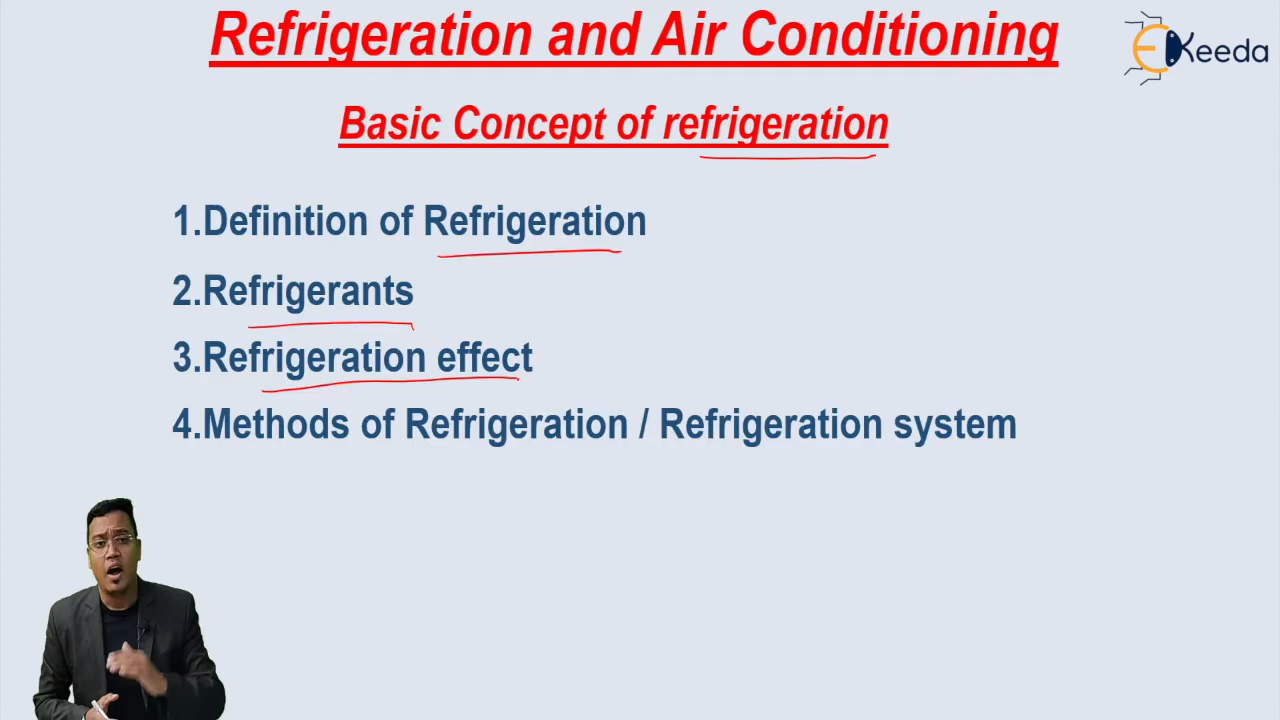 Refrigeration and Air Conditioning
EKeeda
Basic Concept of refrigeration
1.Definition of Refrigeration
2.Refrigerants
3.Refrigeration effect
4.Methods of Refrigeration / Refrigeration system